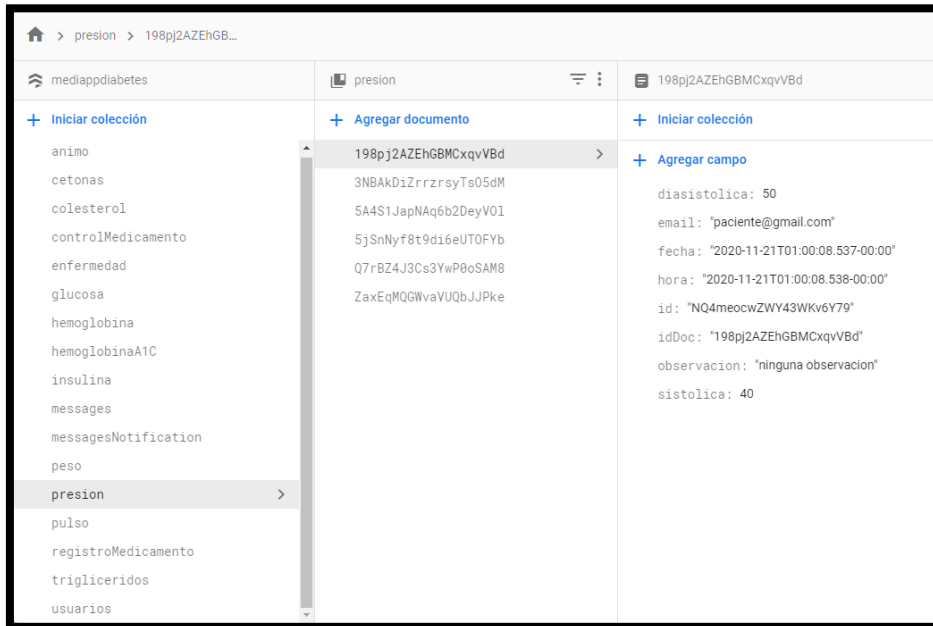 presion > 198pj2AZEhGB...
mediappdiabetes
Iniciar colección
animo
cetonas
colesterol
controlMedicamento
enfermedad
glucosa
hemoglobina
hemoglobinaA1C
insulina
messages
messagesNotification
peso
presion
pulso
registroMedicamento
trigliceridos
usuarios
presion
Agregar documento
198pj2AZEhGBMCxqvVBd
3NBAkDiZrrzrsyTsO5dM
5A4S1JapNAq6b2DeyVOl
5jSnNyf8t9di6eUTOFYb
Q7rBZ4J3Cs3YwP0oSAM8
ZaxEqMQGWvaVUQbJJPke
198pj2AZEhGBMCxqvVBd
Iniciar colección
Agregar campo
diasistolica: 50
email: "paciente@gmail.com"
fecha: "2020-11-21T01:00:08.537-00:00"
hora: "2020-11-21T01:00:08.538-00:00"
id: "NQ4meocwZWY43WKv6Y79"
idDoc: "198pj2AZEhGBMCxqvVBd"
observacion: "ninguna observacion"
sistolica: 40